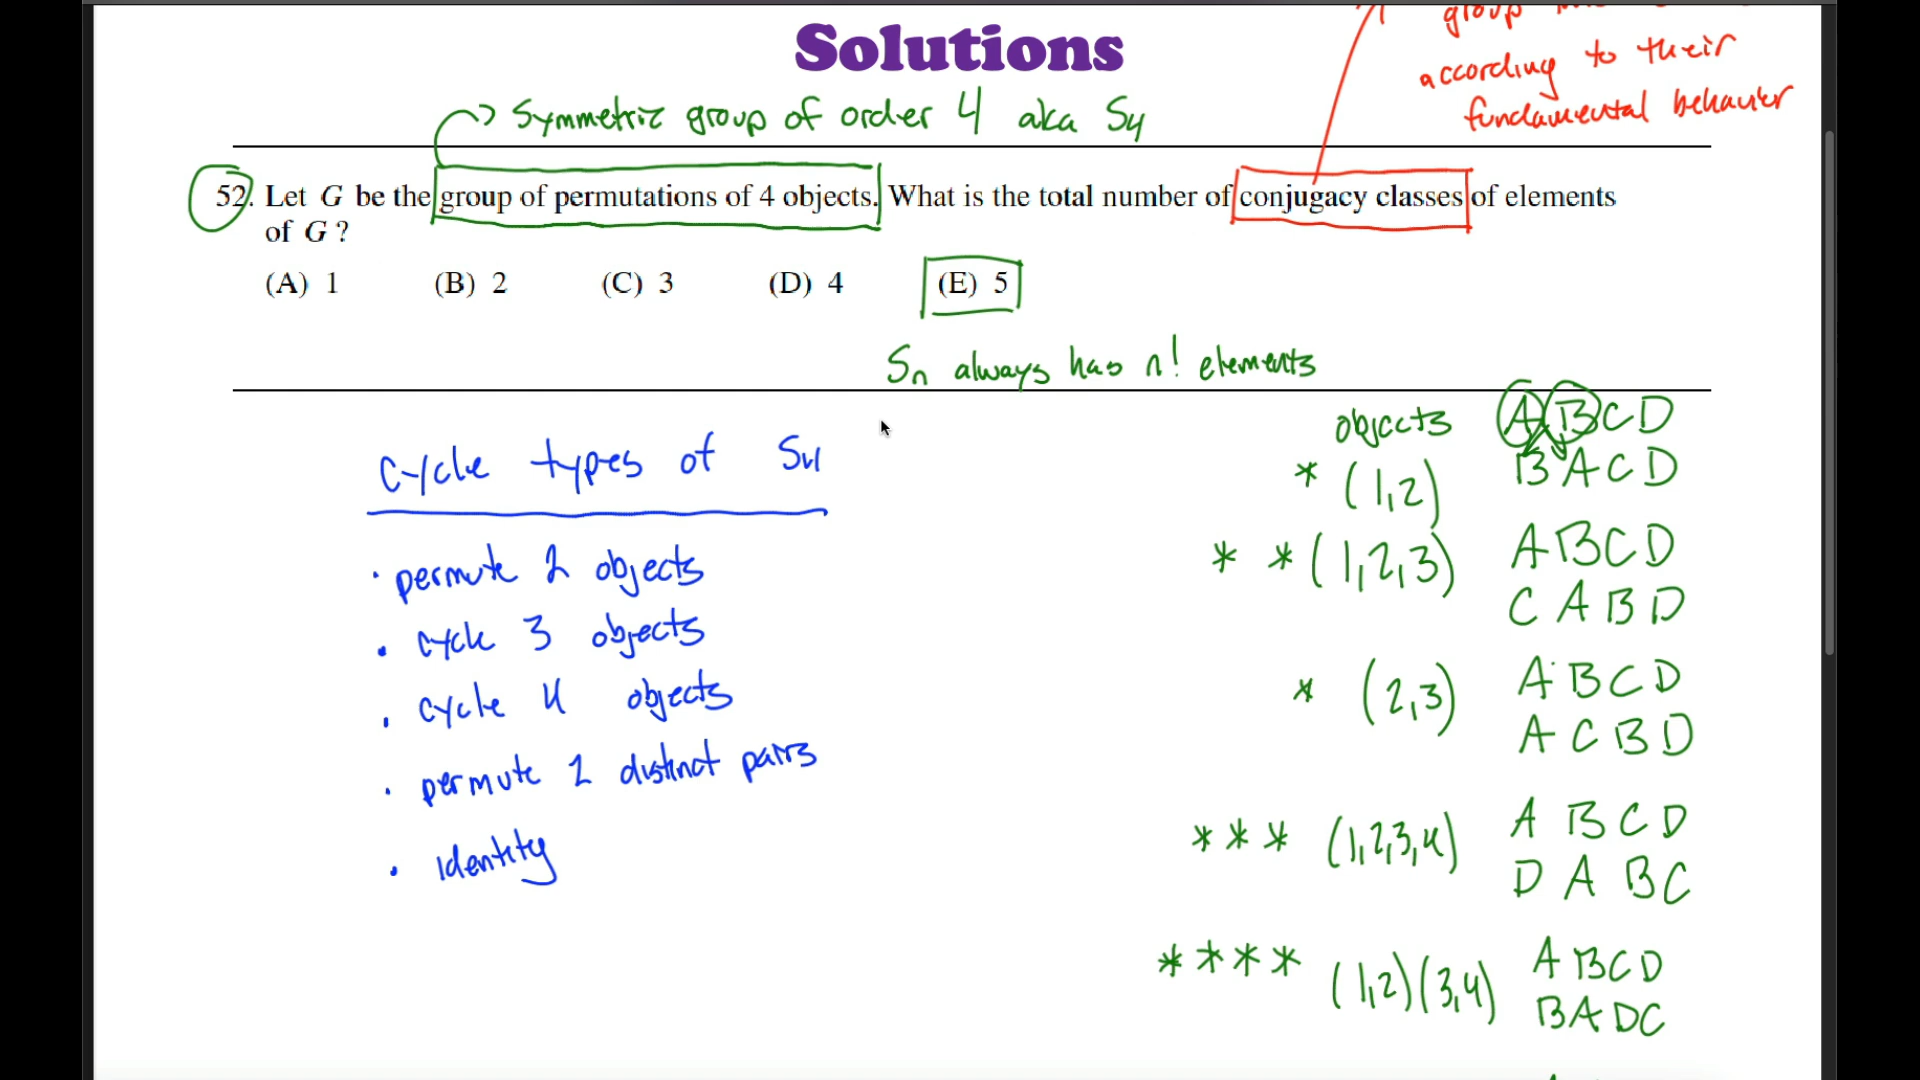 Solutions
group
according to their
fundamental behavior
Symmetric group of order 4 aka S4
52. Let G be the group of permutations of 4 objects. What is the total number of conjugacy classes of elements
of G ?
(A) 1 (B) 2 (C) 3 (D) 4 (E) 5
Sn always has n! elements
Cycle types of S4
• permute 2 objects
• cycle 3 objects
• cycle 4 objects
• permute 2 distinct pairs
• identity
objects ABCD
* (1,2) BACD
* * (1,2,3) ABCD
CABD
* (2,3) ABCD
ACBD
* * * (1,2,3,4) ABCD
DABC
* * * * (1,2)(3,4) ABCD
BADC